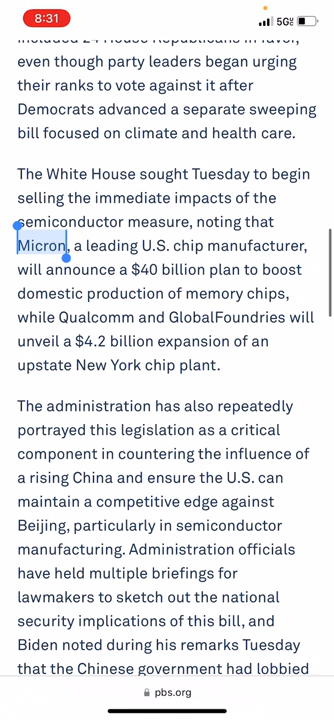 8:31
5G
included 24 House Republicans in favor,
even though party leaders began urging
their ranks to vote against it after
Democrats advanced a separate sweeping
bill focused on climate and health care.
The White House sought Tuesday to begin
selling the immediate impacts of the
semiconductor measure, noting that
Micron, a leading U.S. chip manufacturer,
will announce a $40 billion plan to boost
domestic production of memory chips,
while Qualcomm and GlobalFoundries will
unveil a $4.2 billion expansion of an
upstate New York chip plant.
The administration has also repeatedly
portrayed this legislation as a critical
component in countering the influence of
a rising China and ensure the U.S. can
maintain a competitive edge against
Beijing, particularly in semiconductor
manufacturing. Administration officials
have held multiple briefings for
lawmakers to sketch out the national
security implications of this bill, and
Biden noted during his remarks Tuesday
that the Chinese government had lobbied
pbs.org